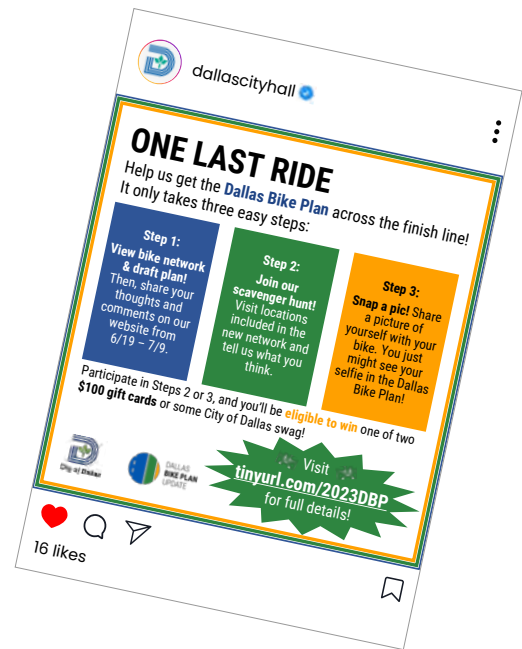 dallascityhall
ONE LAST RIDE
Help us get the Dallas Bike Plan across the finish line!
It only takes three easy steps:
Step 1:
View bike network
& draft plan!
Then, share your
thoughts and
comments on our
website from
6/19 – 7/9.
Step 2:
Join our
scavenger hunt!
Visit locations
included in the
new network and
tell us what you
think.
Step 3:
Snap a pic! Share
a picture of
yourself with your
bike. You just
might see your
selfie in the Dallas
Bike Plan!
Participate in Steps 2 or 3, and you'll be eligible to win one of two
$100 gift cards or some City of Dallas swag!
City of Dallas
DALLAS
BIKE PLAN
UPDATE
Visit
tinyurl.com/2023DBP
for full details!
16 likes